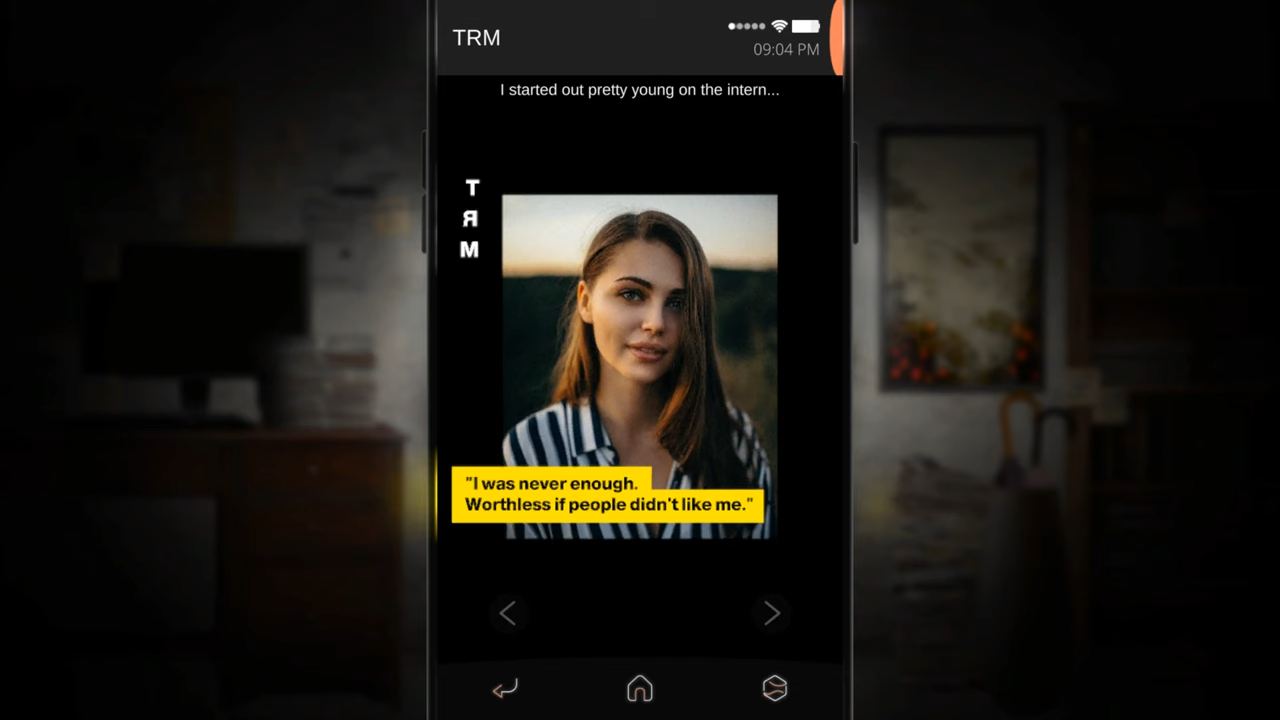 TRM
09:04 PM
I started out pretty young on the intern...
T
Я
M
"I was never enough.
Worthless if people didn't like me."